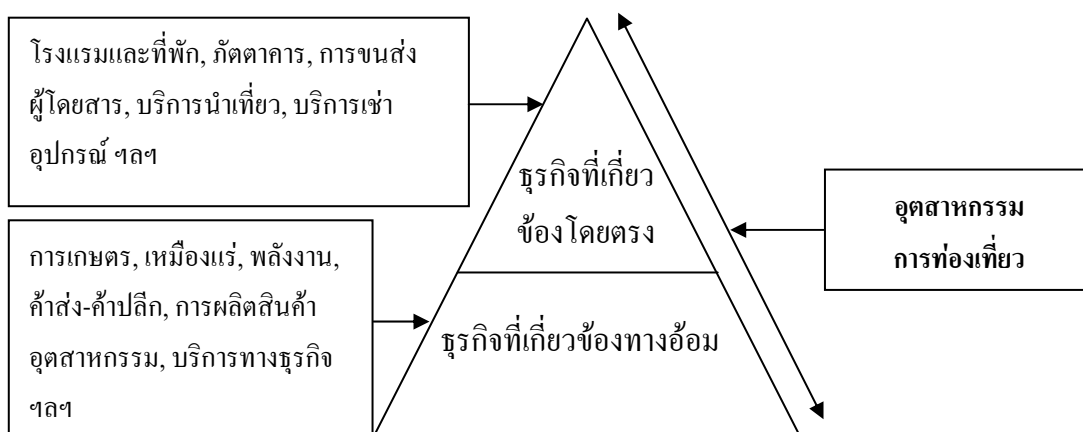 โรงแรมและที่พัก, ภัตตาคาร, การขนส่ง
ผู้โดยสาร, บริการนำเที่ยว, บริการเช่า
อุปกรณ์ ฯลฯ
ธุรกิจที่เกี่ยว
ข้องโดยตรง
อุตสาหกรรม
การท่องเที่ยว
การเกษตร, เหมืองแร่, พลังงาน,
ค้าส่ง-ค้าปลีก, การผลิตสินค้า
อุตสาหกรรม, บริการทางธุรกิจ
ฯลฯ
ธุรกิจที่เกี่ยวข้องทางอ้อม